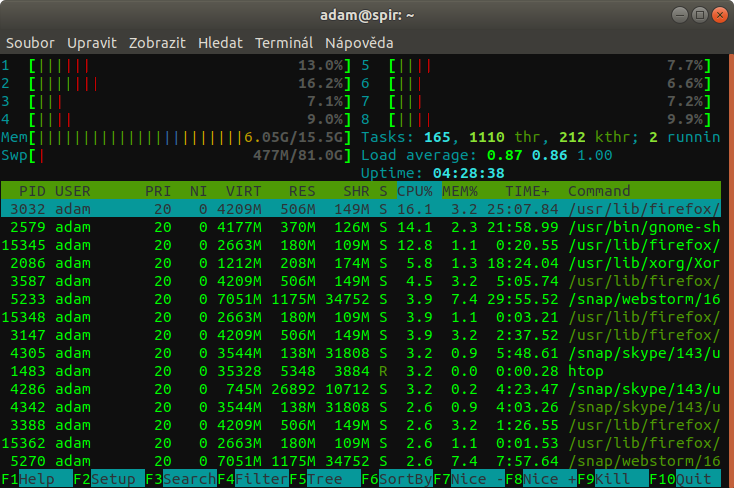 adam@spir: ~
Soubor Upravit Zobrazit Hledat Terminál Nápověda
1 [|||||| 13.0%] 5 [|||| 7.7%]
2 [||||||| 16.2%] 6 [||| 6.6%]
3 [||| 7.1%] 7 [||| 7.2%]
4 [|||| 9.0%] 8 [|||| 9.9%]
Mem[|||||||||||||||||||||||6.05G/15.5G] Tasks: 165, 1110 thr, 212 kthr; 2 runnin
Swp[| 477M/81.0G] Load average: 0.87 0.86 1.00
Uptime: 04:28:38
PID USER PRI NI VIRT RES SHR S CPU% MEM% TIME+ Command
3032 adam 20 0 4209M 506M 149M S 16.1 3.2 25:07.84 /usr/lib/firefox/
2579 adam 20 0 4177M 370M 126M S 14.1 2.3 21:58.99 /usr/bin/gnome-sh
15345 adam 20 0 2663M 180M 109M S 12.8 1.1 0:20.55 /usr/lib/firefox/
2086 adam 20 0 1212M 208M 174M S 5.8 1.3 18:24.04 /usr/lib/xorg/Xor
3587 adam 20 0 4209M 506M 149M S 4.5 3.2 5:05.74 /usr/lib/firefox/
5233 adam 20 0 7051M 1175M 34752 S 3.9 7.4 29:55.52 /snap/webstorm/16
15348 adam 20 0 2663M 180M 109M S 3.9 1.1 0:03.21 /usr/lib/firefox/
3147 adam 20 0 4209M 506M 149M S 3.9 3.2 2:37.52 /usr/lib/firefox/
4305 adam 20 0 3544M 138M 31808 S 3.2 0.9 5:48.61 /snap/skype/143/u
1483 adam 20 0 35328 5348 3884 R 3.2 0.0 0:00.28 htop
4286 adam 20 0 745M 26892 10712 S 3.2 0.2 4:23.47 /snap/skype/143/u
4342 adam 20 0 3544M 138M 31808 S 2.6 0.9 4:03.26 /snap/skype/143/u
3388 adam 20 0 4209M 506M 149M S 2.6 3.2 1:26.55 /usr/lib/firefox/
15362 adam 20 0 2663M 180M 109M S 2.6 1.1 0:01.53 /usr/lib/firefox/
5270 adam 20 0 7051M 1175M 34752 S 2.6 7.4 7:57.64 /snap/webstorm/16
F1Help F2Setup F3SearchF4FilterF5Tree F6SortByF7Nice -F8Nice +F9Kill F10Quit